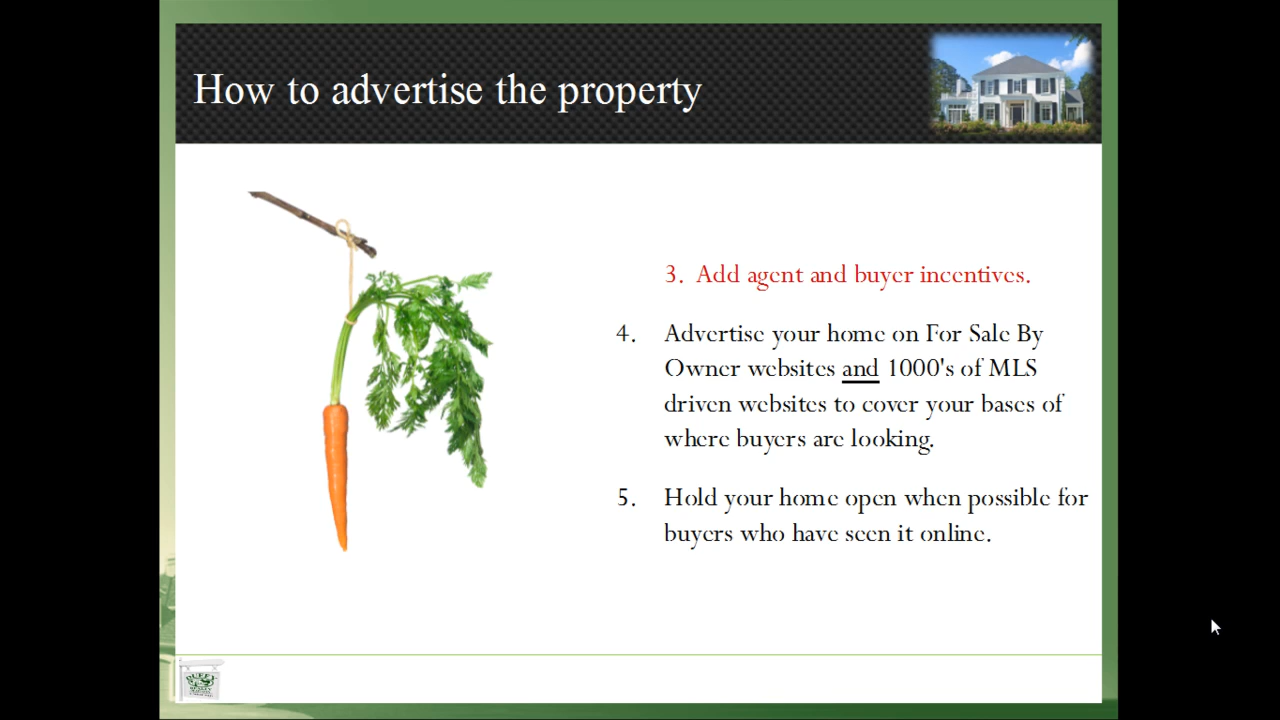 How to advertise the property
3. Add agent and buyer incentives.
4. Advertise your home on For Sale By
Owner websites and 1000's of MLS
driven websites to cover your bases of
where buyers are looking.
5. Hold your home open when possible for
buyers who have seen it online.
DUFFY
REALTY